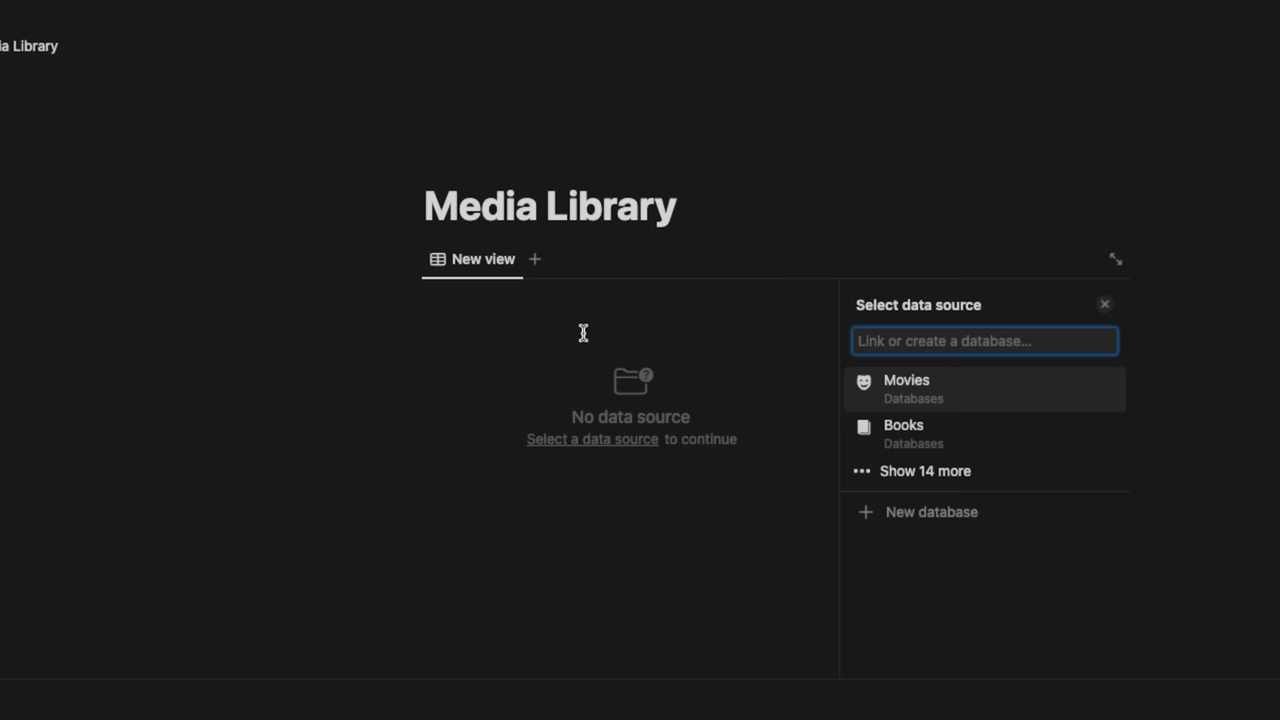 ia Library
Media Library
New view
Select data source
Link or create a database...
Movies
Databases
No data source
Books
Select a data source to continue
Databases
Show 14 more
New database